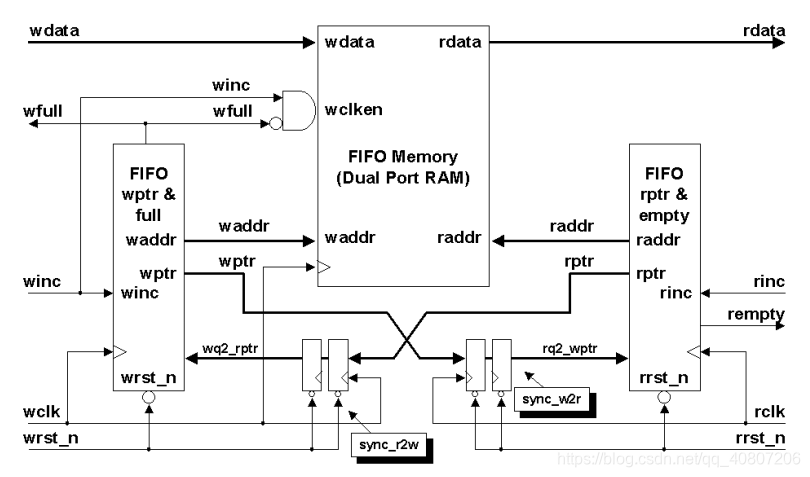 wdata
wdata
rdata
rdata
winc
wfull
wfull
wclken
FIFO Memory
(Dual Port RAM)
FIFO
wptr &
full
FIFO
rptr &
empty
waddr
waddr
waddr
raddr
raddr
raddr
wptr
wptr
rptr
rptr
winc
winc
rinc
rinc
rempty
wq2_rptr
rq2_wptr
wrst_n
rrst_n
sync_w2r
wclk
rclk
wrst_n
sync_r2w
rrst_n
https://blog.csdn.net/qq_40807206